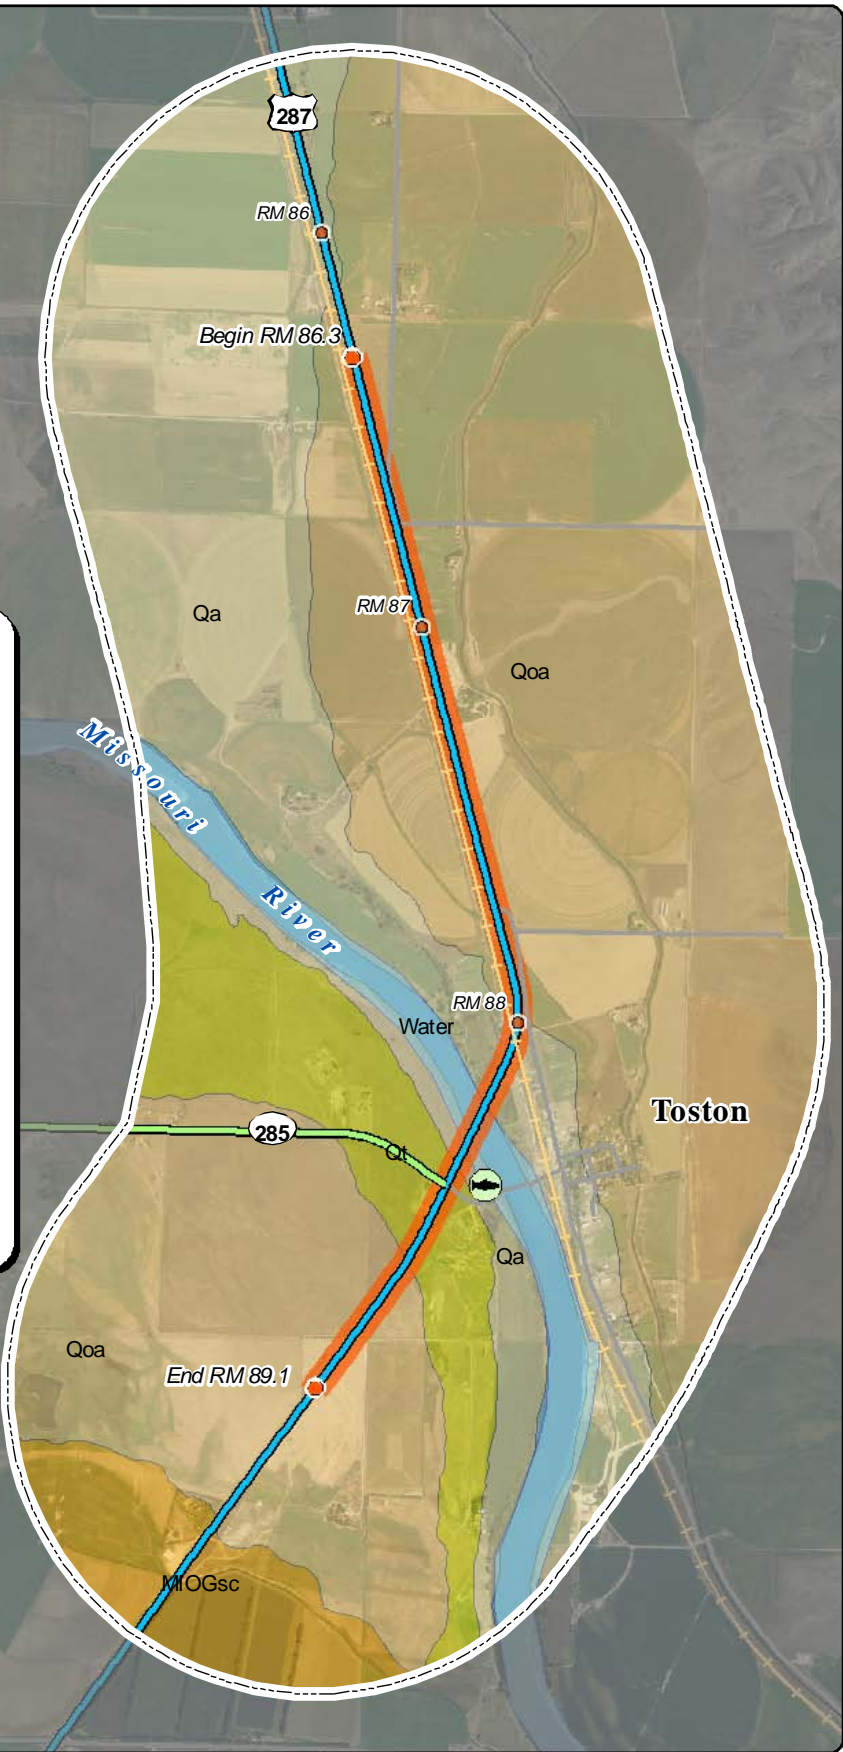 287
RM 86
Begin RM 86.3
RM 87
Qa
Qoa
Missouri
River
RM 88
Water
Toston
285
Qt
Qa
Qoa
End RM 89.1
MIOGsc